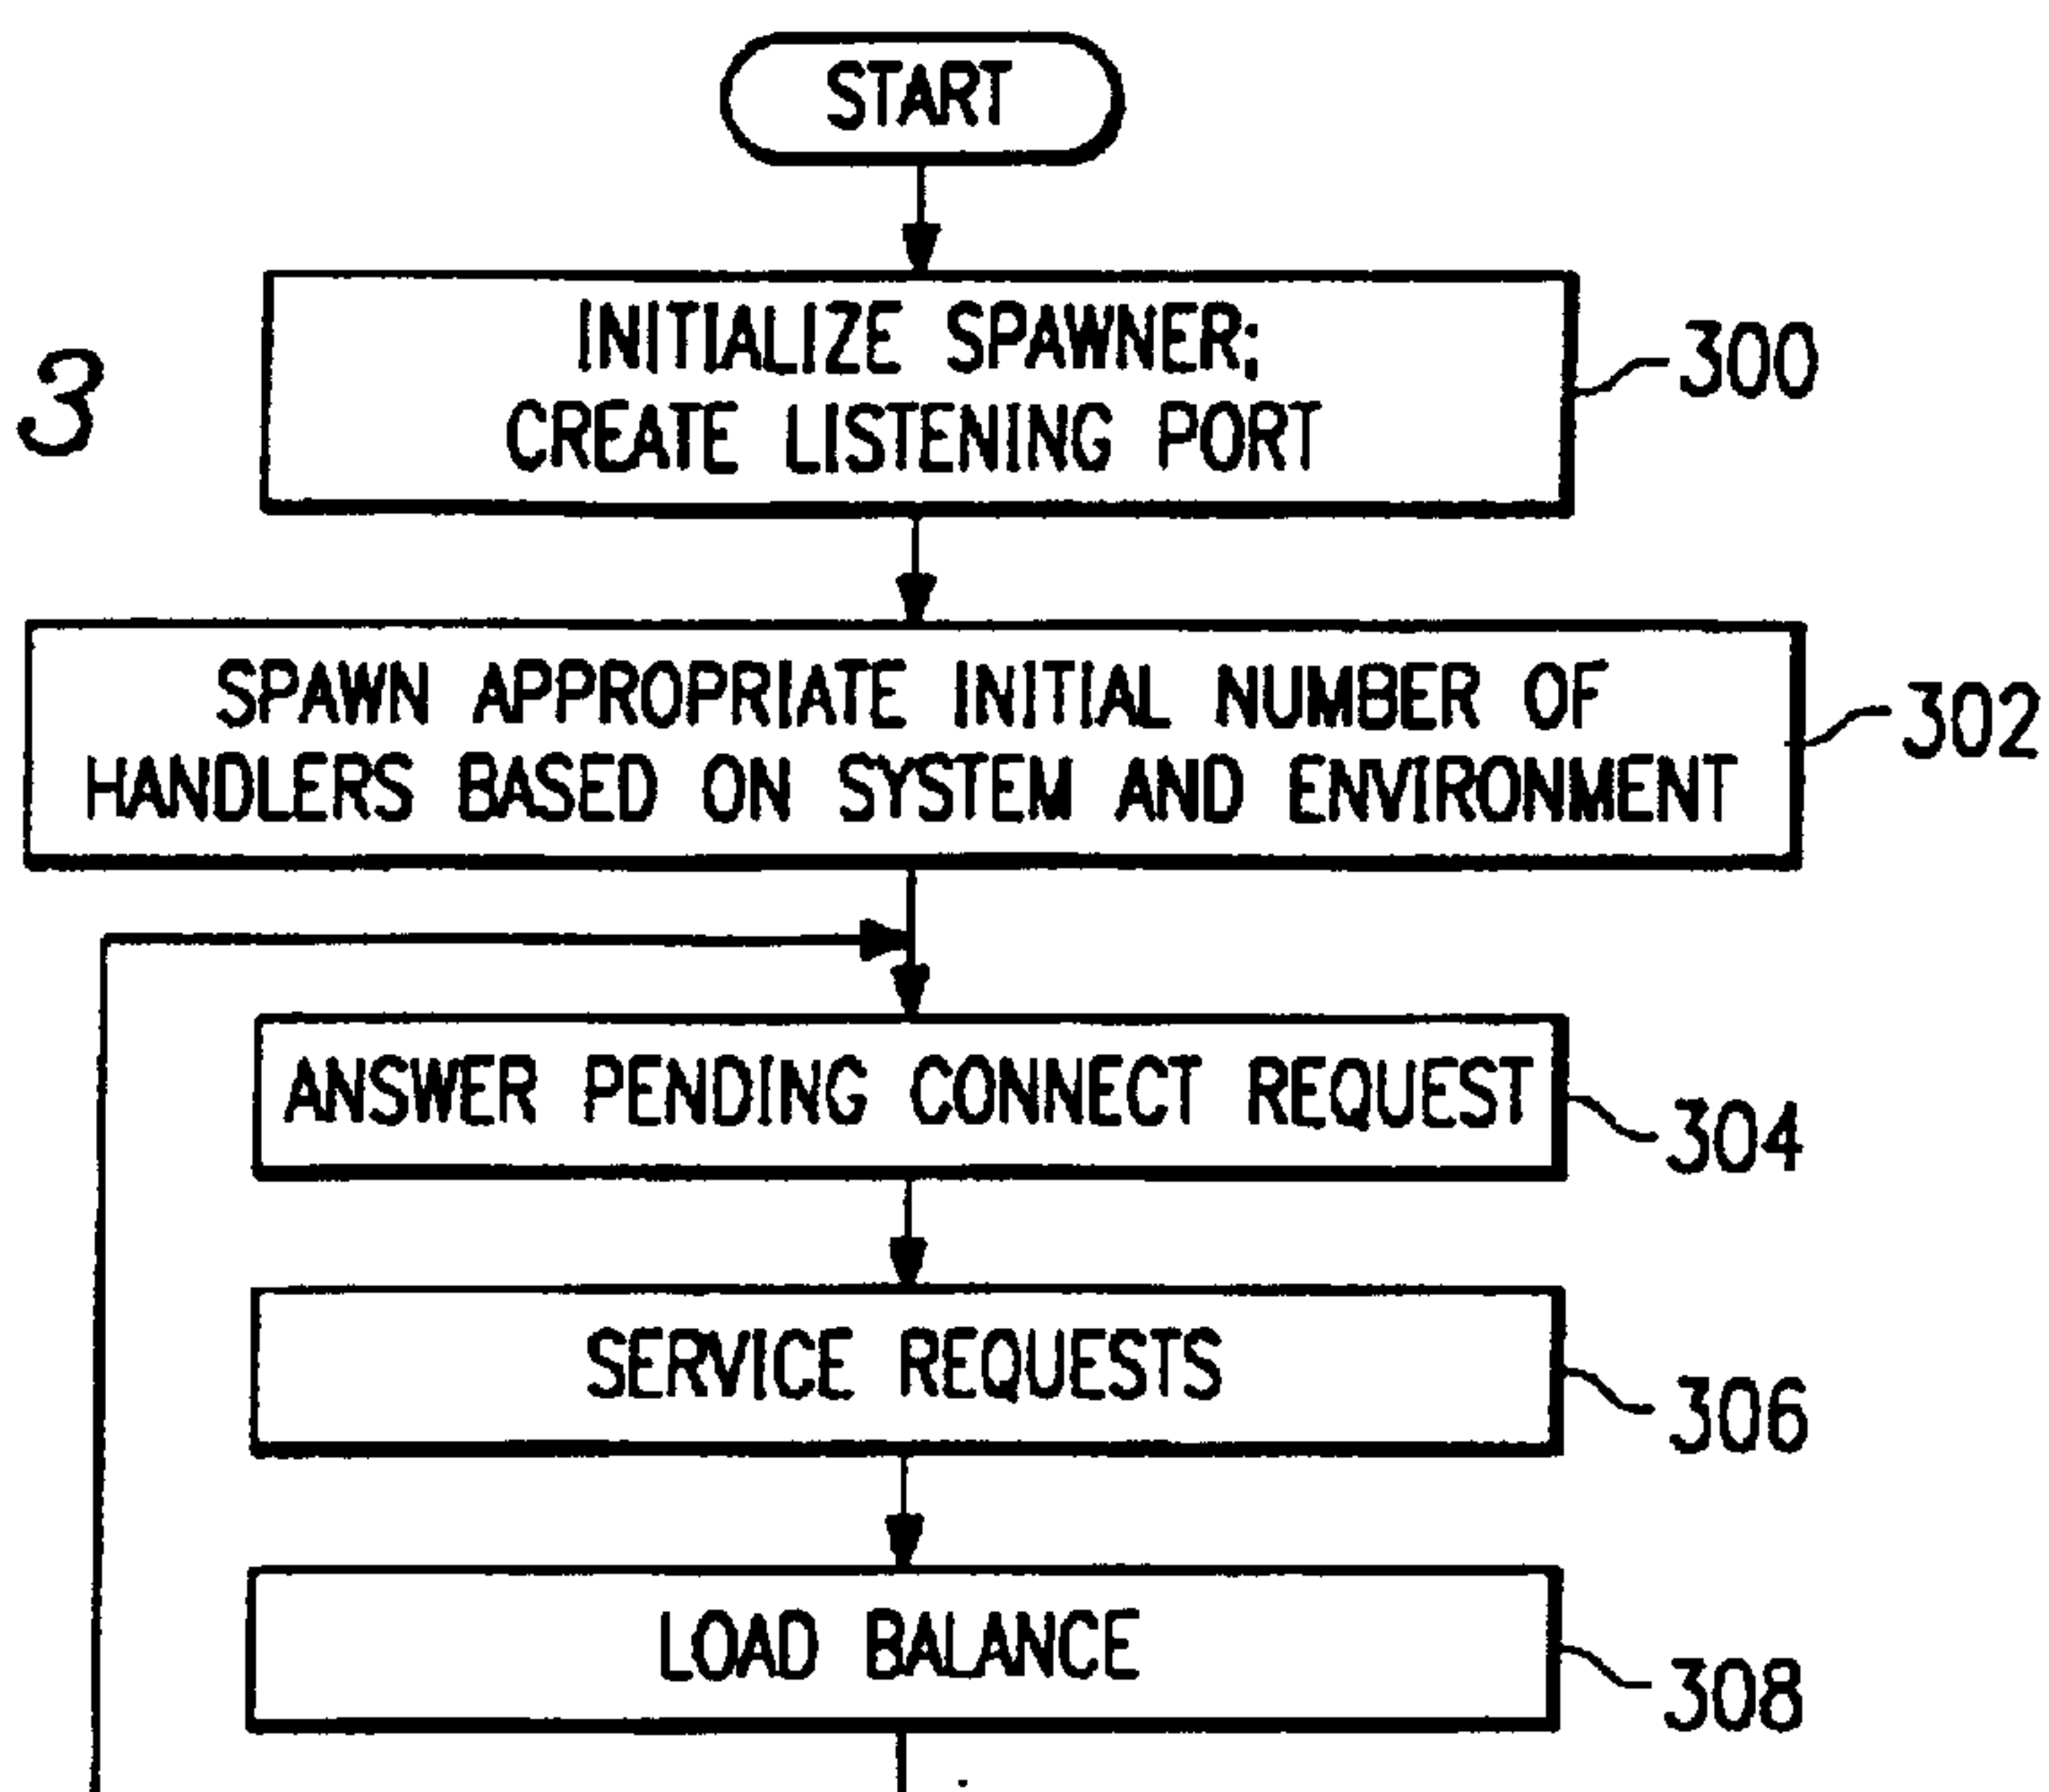 START
3
INITIALIZE SPAWNER;
CREATE LISTENING PORT
300
SPAWN APPROPRIATE INITIAL NUMBER OF
HANDLERS BASED ON SYSTEM AND ENVIRONMENT
302
ANSWER PENDING CONNECT REQUEST
304
SERVICE REQUESTS
306
LOAD BALANCE
308